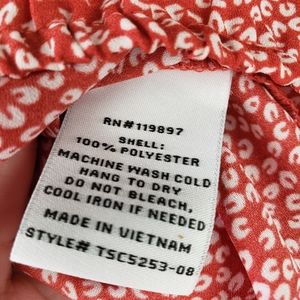 RN#119897
SHELL:
100% POLYESTER
MACHINE WASH COLD
HANG TO DRY
DO NOT BLEACH,
COOL IRON IF NEEDED
MADE IN VIETNAM
STYLE# TSC5253-08